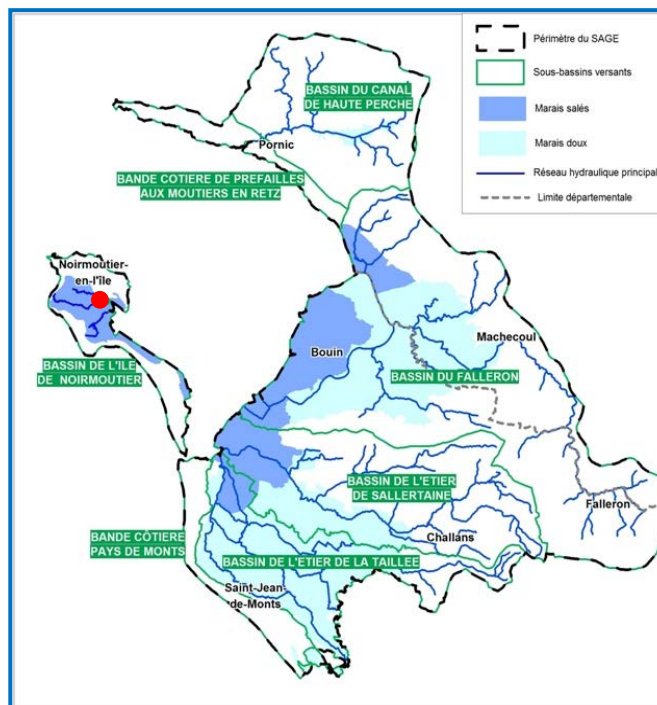 Périmètre du SAGE
Sous-bassins versants
Marais salés
Marais doux
Réseau hydraulique principal
Limite départementale
BASSIN DU CANAL
DE HAUTE PERCHE
Pornic
BANDE COTIERE DE PREFAILLES
AUX MOUTIERS EN RETZ
Noirmoutier-
en-l'île
BASSIN DE L'ILE
DE NOIRMOUTIER
Bouin
Machecoul
BASSIN DU FALLERON
BASSIN DE L'ETIER
DE SALLERTAINE
Falleron
Challans
BANDE CÔTIERE
PAYS DE MONTS
BASSIN DE L'ETIER DE LA TAILLEE
Saint-Jean-
de-Monts